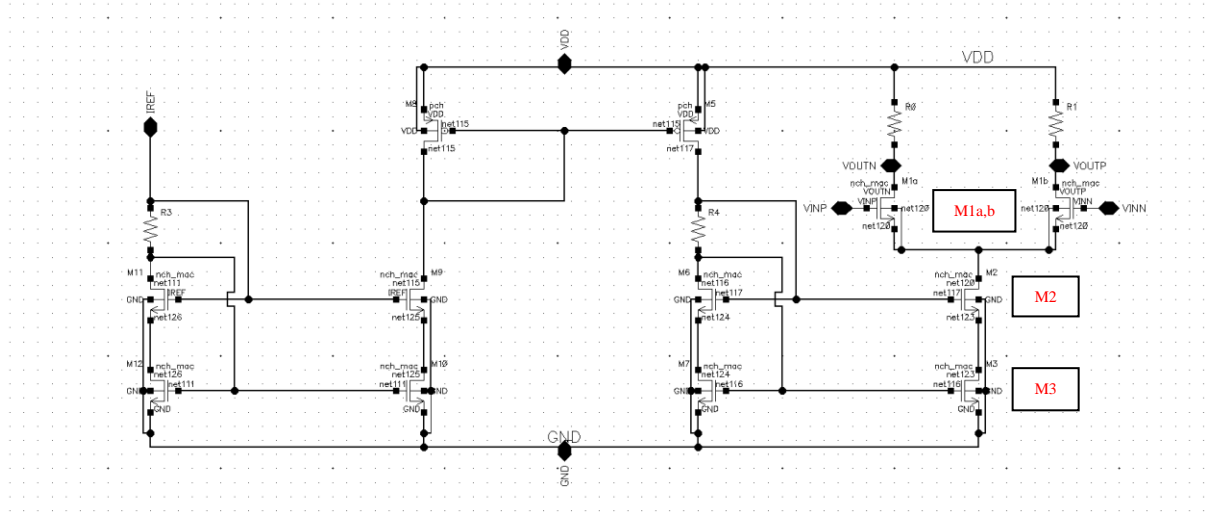 VDD
VDD
IREF
M8
pch
VDD
VDD
net115
net115
M5
pch
VDD
net115
VDD
net117
R0
R1
VOUTN
VOUTP
nch_mac
M1a
VOUTN
VINP
VINP
net120
net120
M1a,b
M1b
nch_mac
VOUTP
net120
VINN
VINN
net120
R3
R4
M11
nch_mac
net111
GND
IREF
net126
nch_mac
M9
net115
IREF
GND
net125
M6
nch_mac
net116
GND
net117
net124
nch_mac
M2
net120
net117
GND
net123
M2
M12
nch_mac
net126
GND
net111
GND
nch_mac
M10
net125
net111
GND
GND
M7
nch_mac
net124
GND
net116
GND
nch_mac
M3
net123
net116
GND
GND
M3
GND
GND